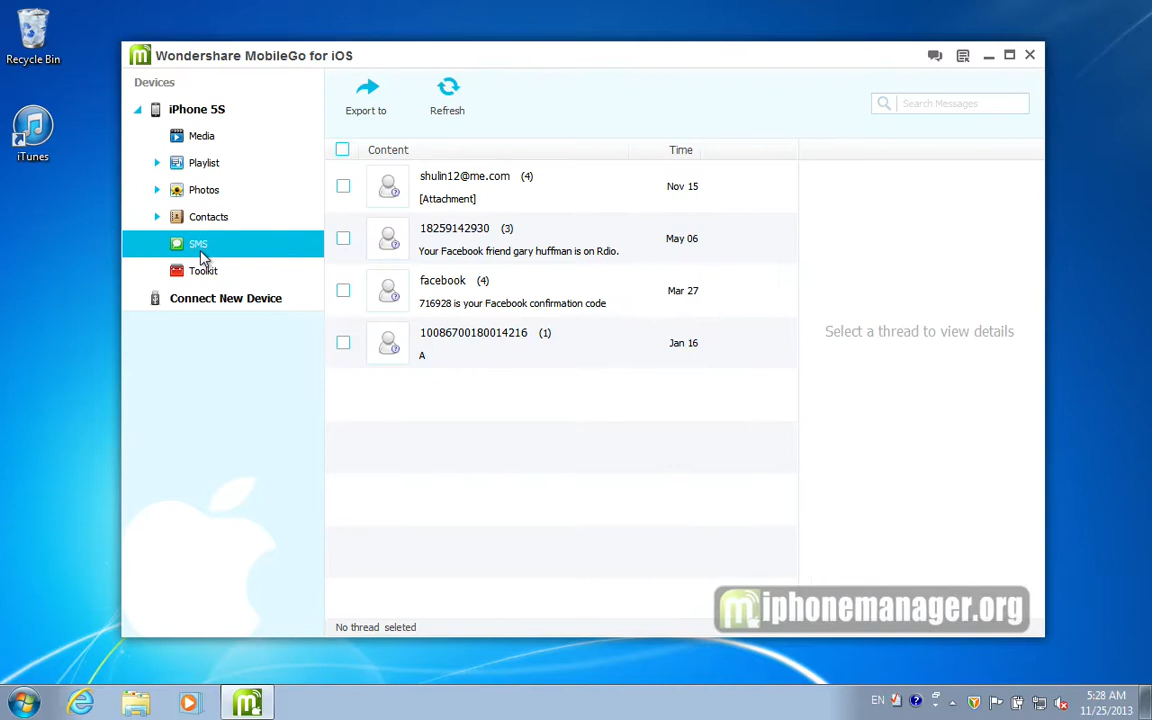 Recycle Bin
iTunes
Wondershare MobileGo for iOS
Devices
iPhone 5S
Media
Playlist
Photos
Contacts
SMS
Toolkit
Connect New Device
Export to
Refresh
Search Messages
Content
Time
shulin12@me.com (4)
[Attachment]
Nov 15
18259142930 (3)
Your Facebook friend gary huffman is on Rdio.
May 06
facebook (4)
716928 is your Facebook confirmation code
Mar 27
10086700180014216 (1)
A
Jan 16
Select a thread to view details
No thread seleted
iphonemanager.org
EN
5:28 AM
11/25/2013